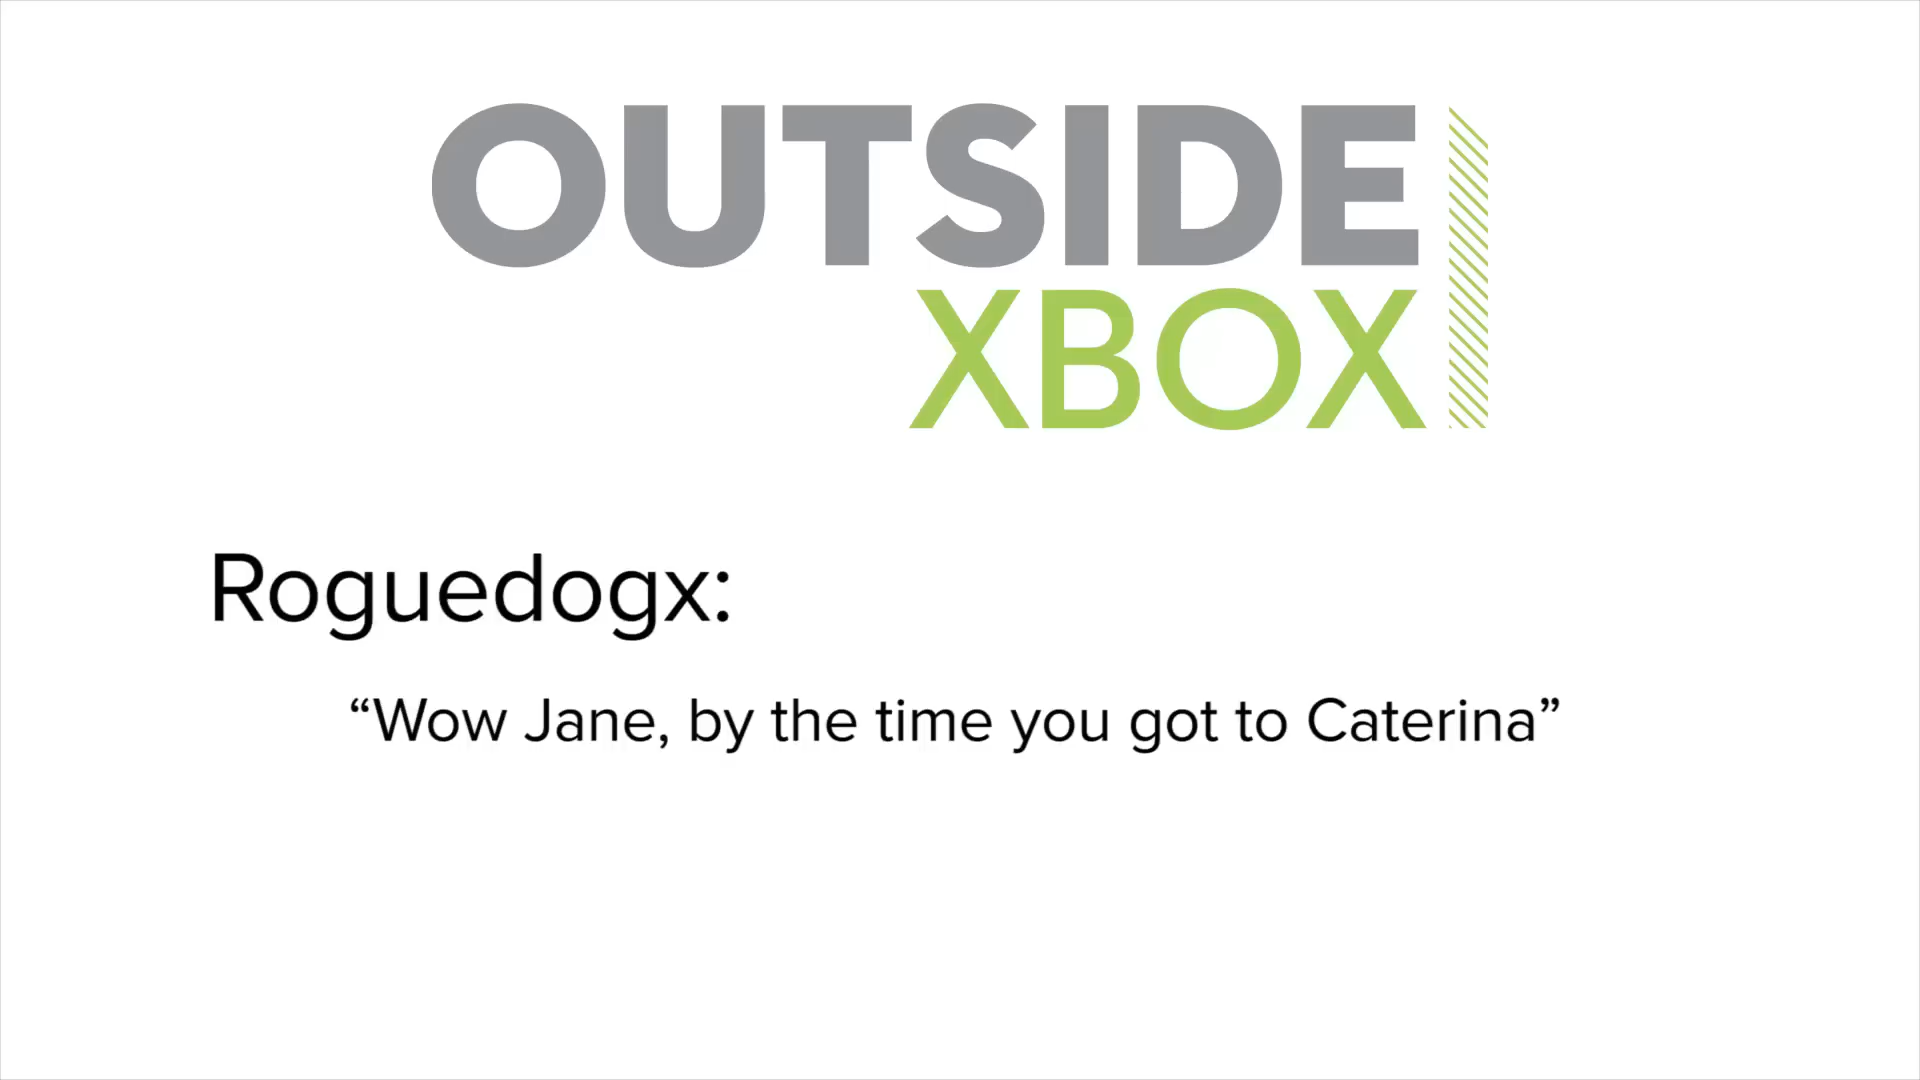 OUTSIDE
XBOX
Roguedogx:
“Wow Jane, by the time you got to Caterina”